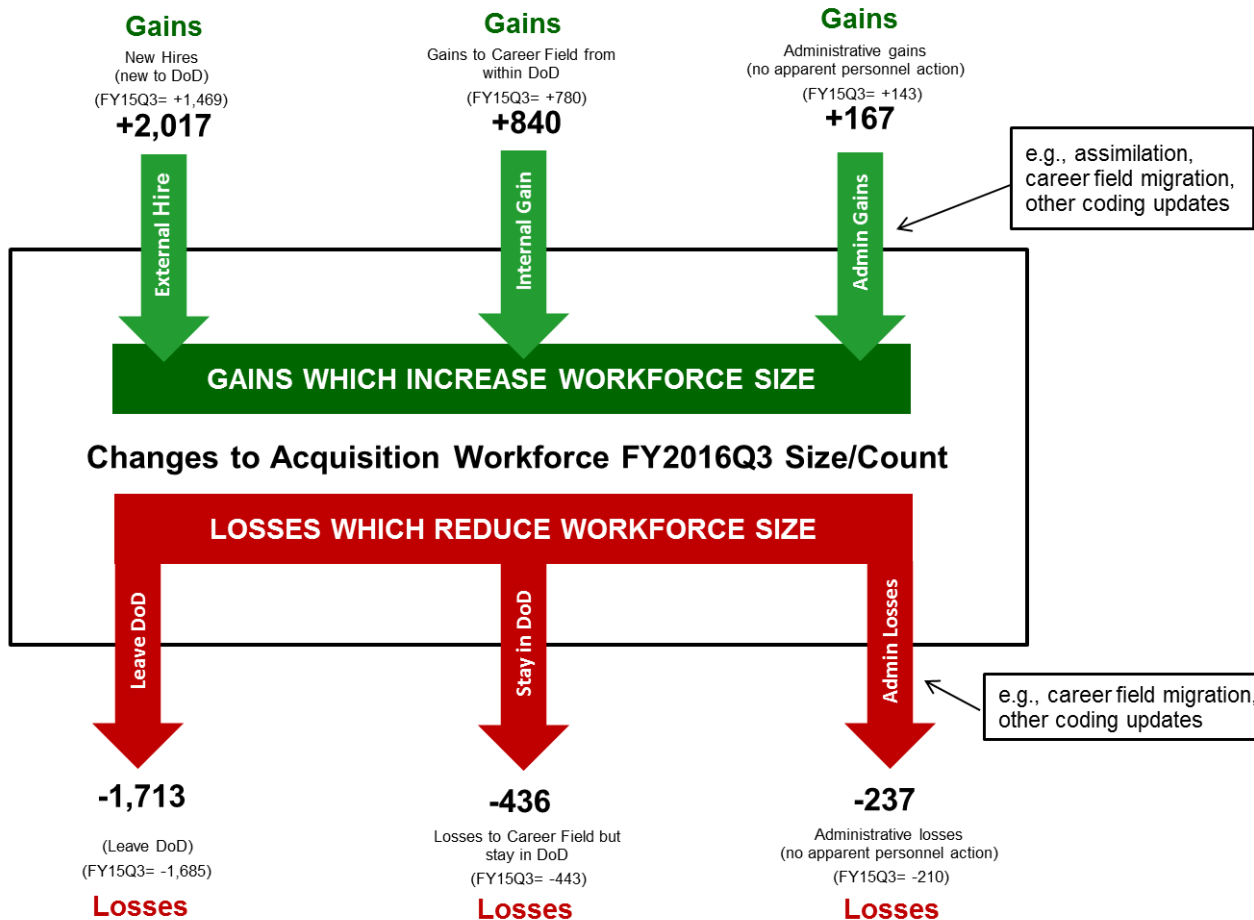 Gains
New Hires
(new to DoD)
(FY15Q3= +1,469)
+2,017
Gains
Gains to Career Field from
within DoD
(FY15Q3= +780)
+840
Gains
Administrative gains
(no apparent personnel action)
(FY15Q3= +143)
+167
e.g., assimilation,
career field migration,
other coding updates
External Hire
Internal Gain
Admin Gains
GAINS WHICH INCREASE WORKFORCE SIZE
Changes to Acquisition Workforce FY2016Q3 Size/Count
LOSSES WHICH REDUCE WORKFORCE SIZE
Leave DoD
Stay in DoD
Admin Losses
e.g., career field migration,
other coding updates
-1,713
(Leave DoD)
(FY15Q3= -1,685)
Losses
-436
Losses to Career Field but
stay in DoD
(FY15Q3= -443)
Losses
-237
Administrative losses
(no apparent personnel action)
(FY15Q3= -210)
Losses